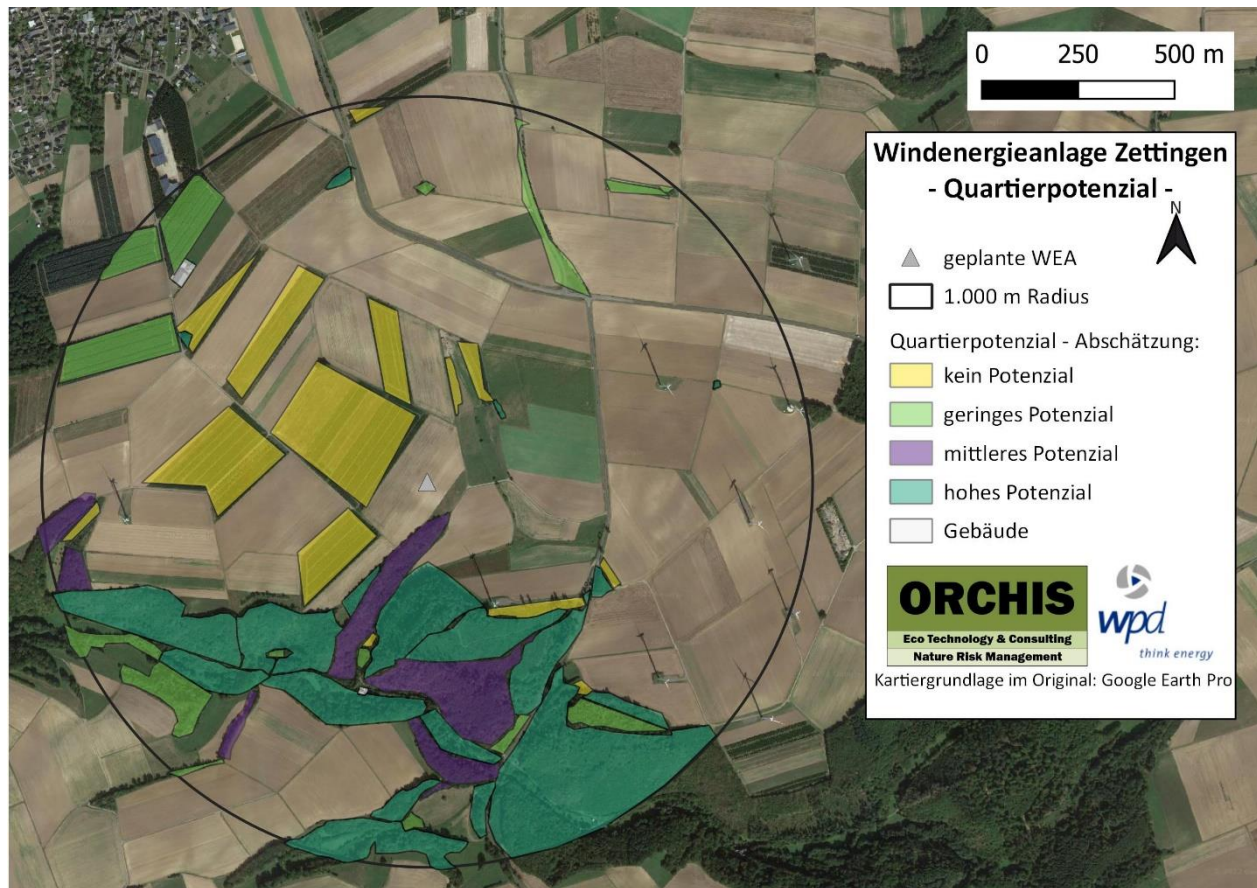 0 250 500 m
Windenergieanlage Zettingen
- Quartierpotenzial -
N
geplante WEA
1.000 m Radius
Quartierpotenzial - Abschätzung:
kein Potenzial
geringes Potenzial
mittleres Potenzial
hohes Potenzial
Gebäude
ORCHIS
Eco Technology & Consulting
Nature Risk Management
wpd
think energy
Kartiergrundlage im Original: Google Earth Pro